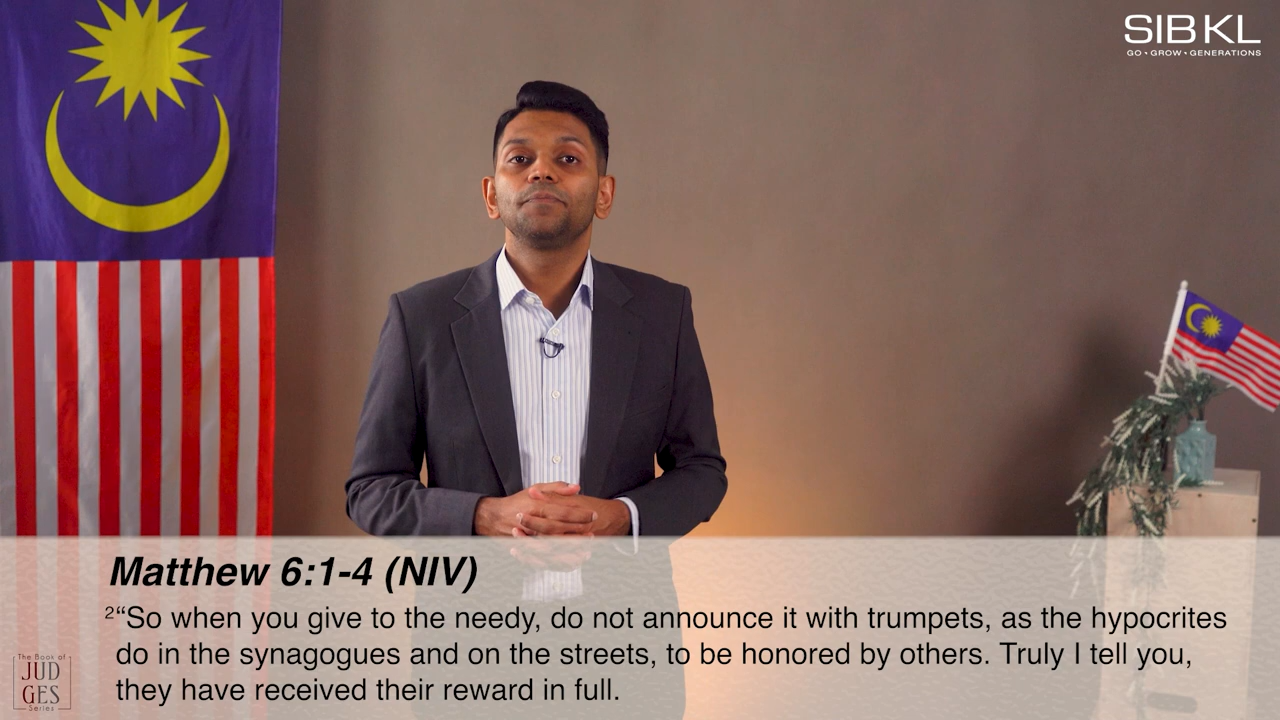 SIBKL
GO • GROW • GENERATIONS
Matthew 6:1-4 (NIV)
2“So when you give to the needy, do not announce it with trumpets, as the hypocrites
do in the synagogues and on the streets, to be honored by others. Truly I tell you,
they have received their reward in full.
The Book of
JUD
GES
Series